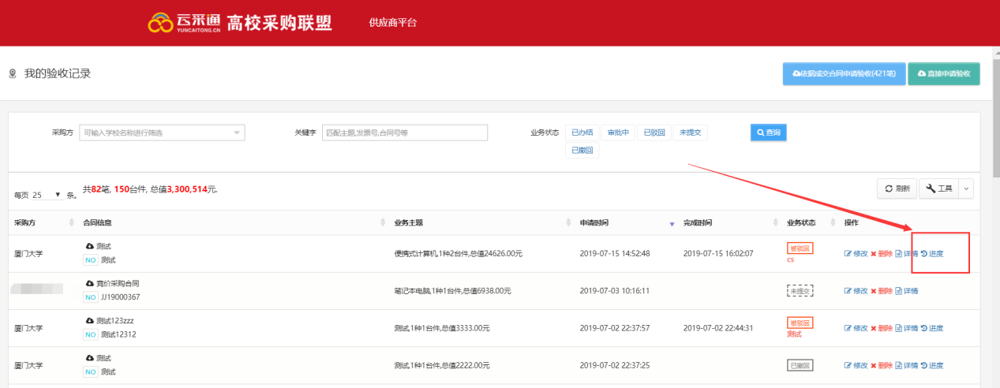 云采通 高校采购联盟 供应商平台
YUNCAITONG.CN
我的验收记录 依据成交合同申请验收(421笔) 直接申请验收
采购方 可输入学校名称进行筛选 关键字 匹配主题,发票号,合同号等 业务状态 已办结 审批中 已驳回 未提交 查询
已撤回
每页 25 条。 共82笔, 150台件, 总值3,300,514元. 刷新 工具
采购方 合同信息 业务主题 申请时间 完成时间 业务状态 操作
测试 被驳回
厦门大学 便携式计算机,1种2台件,总值24626.00元 2019-07-15 14:52:48 2019-07-15 16:02:07 修改 删除 详情 进度
NO 测试 cs
竞价采购合同
笔记本电脑,1种1台件,总值6938.00元 2019-07-03 10:16:11 未提交 修改 删除 详情
NO JJ19000367
测试123zzz 被驳回
厦门大学 测试,1种1台件,总值3333.00元 2019-07-02 22:37:57 2019-07-02 22:44:31 修改 删除 详情 进度
NO 测试12312 测试
测试
厦门大学 测试,1种1台件,总值2222.00元 2019-07-02 22:37:25 已撤回 修改 删除 详情 进度
NO 测试